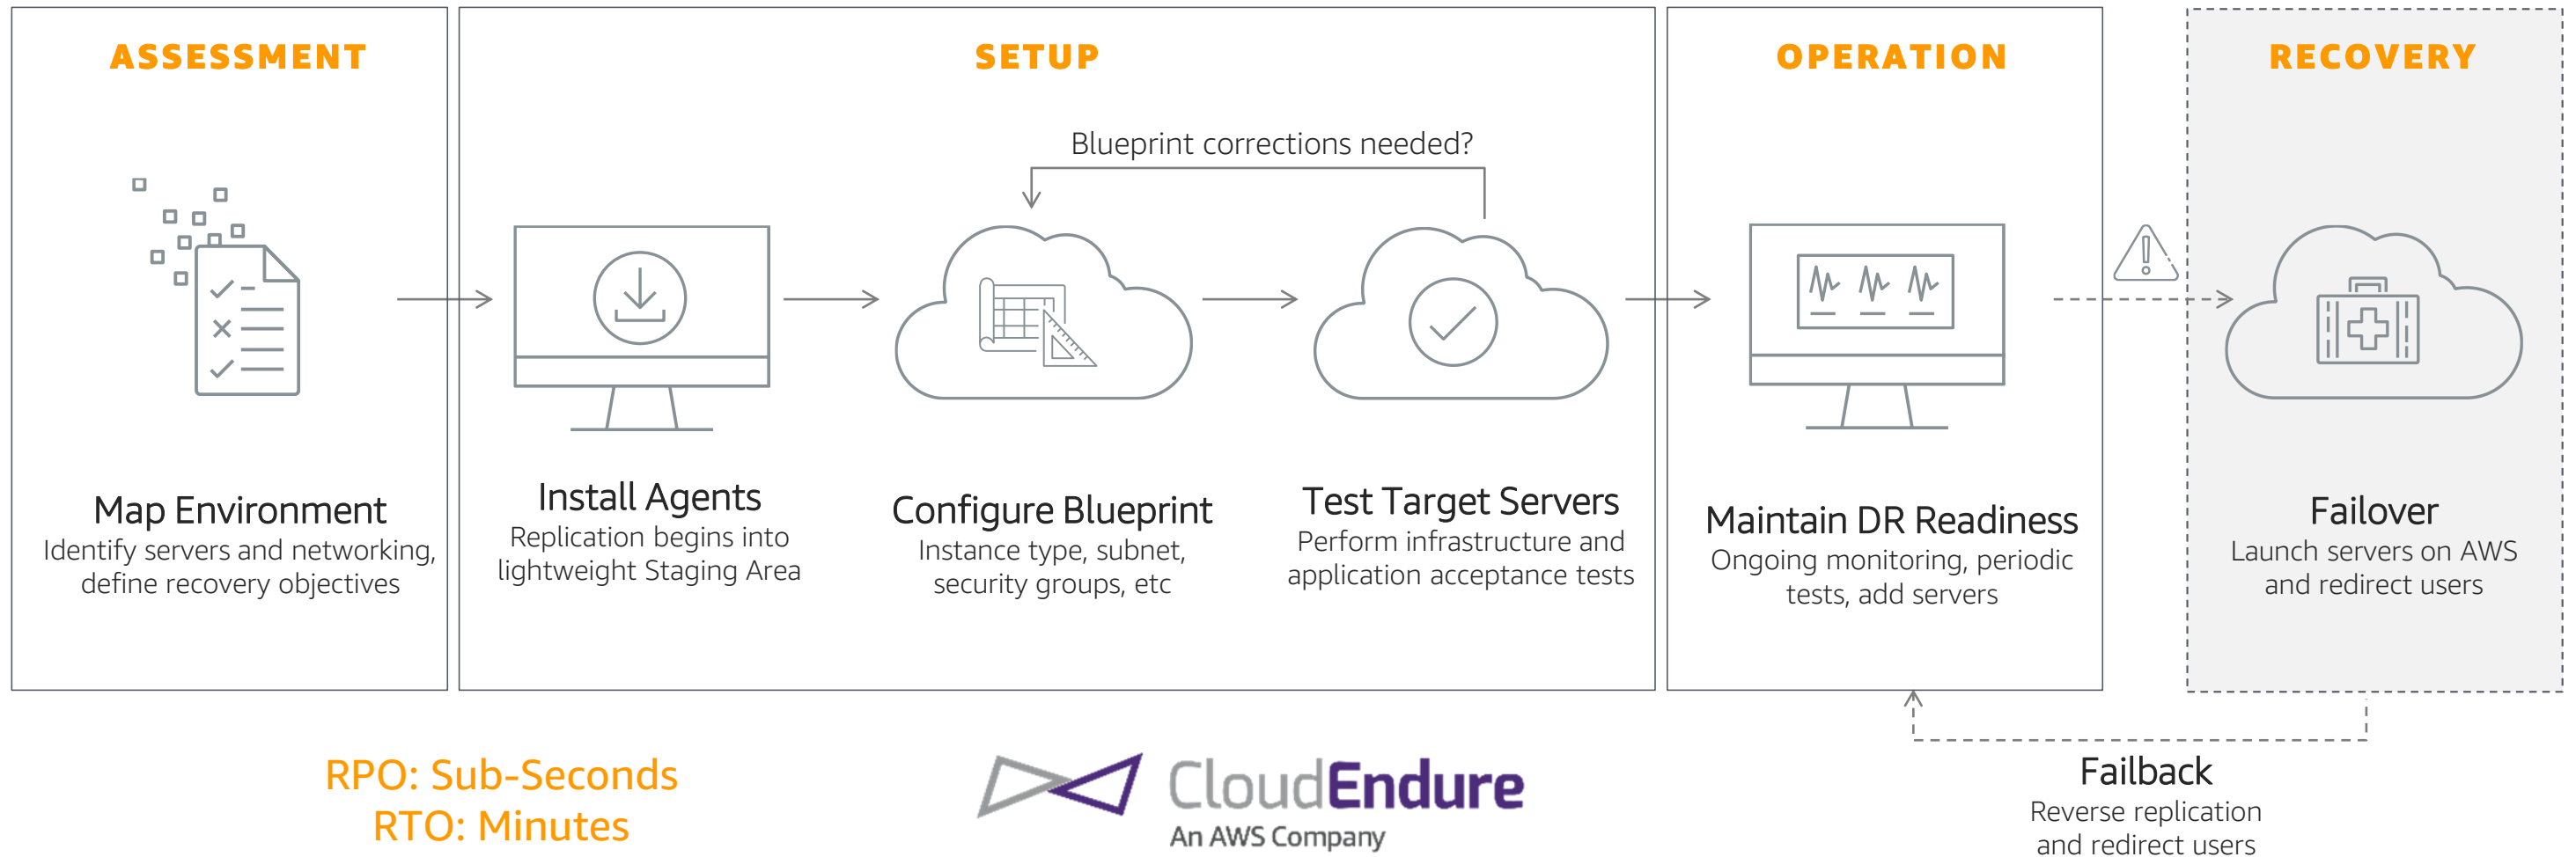 ASSESSMENT
Map Environment
Identify servers and networking,
define recovery objectives
SETUP
Blueprint corrections needed?
Install Agents
Replication begins into
lightweight Staging Area
Configure Blueprint
Instance type, subnet,
security groups, etc
Test Target Servers
Perform infrastructure and
application acceptance tests
OPERATION
Maintain DR Readiness
Ongoing monitoring, periodic
tests, add servers
RECOVERY
Failover
Launch servers on AWS
and redirect users
RPO: Sub-Seconds
RTO: Minutes
CloudEndure
An AWS Company
Failback
Reverse replication
and redirect users